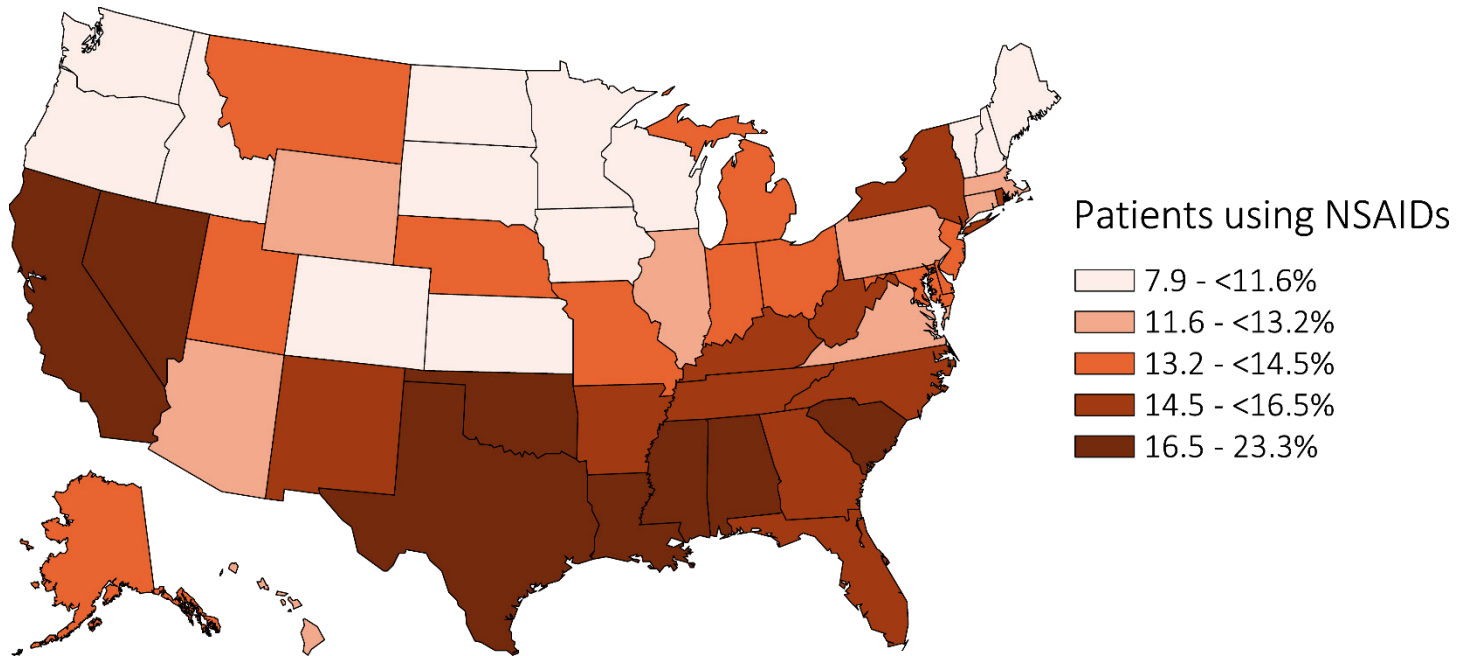 Patients using NSAIDs
7.9 - <11.6%
11.6 - <13.2%
13.2 - <14.5%
14.5 - <16.5%
16.5 - 23.3%